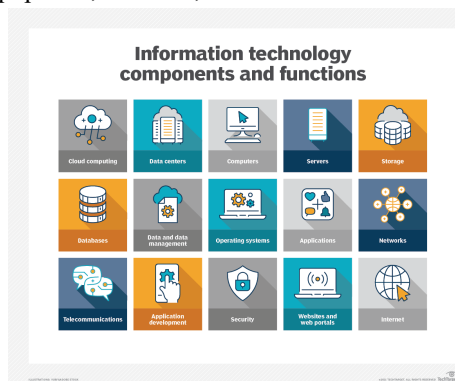 Information technology
components and functions
Cloud computing
Data centers
Computers
Servers
Storage
Databases
Data and data
management
Operating systems
Applications
Networks
Telecommunications
Application
development
Security
Websites and
web portals
Internet